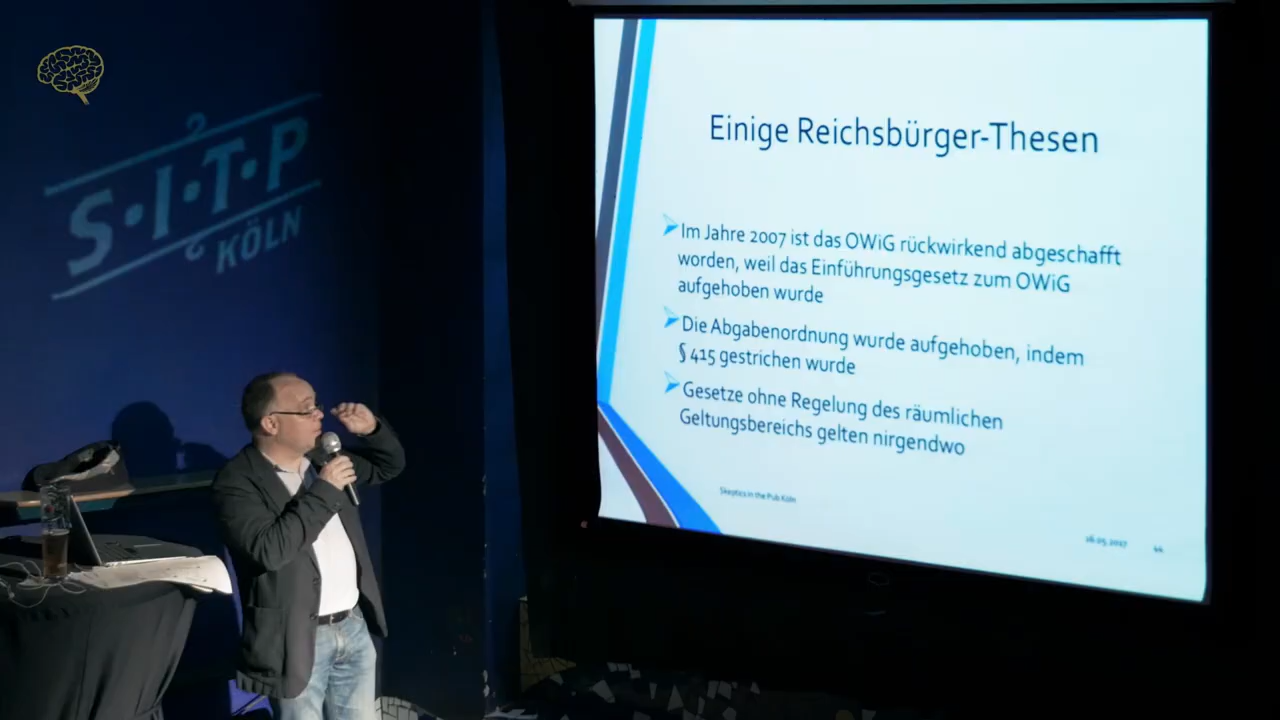 S·I·T·P
KÖLN
Einige Reichsbürger-Thesen
Im Jahre 2007 ist das OWiG rückwirkend abgeschafft
worden, weil das Einführungsgesetz zum OWiG
aufgehoben wurde
Die Abgabenordnung wurde aufgehoben, indem
§ 415 gestrichen wurde
Gesetze ohne Regelung des räumlichen
Geltungsbereichs gelten nirgendwo
Skeptics in the Pub Köln